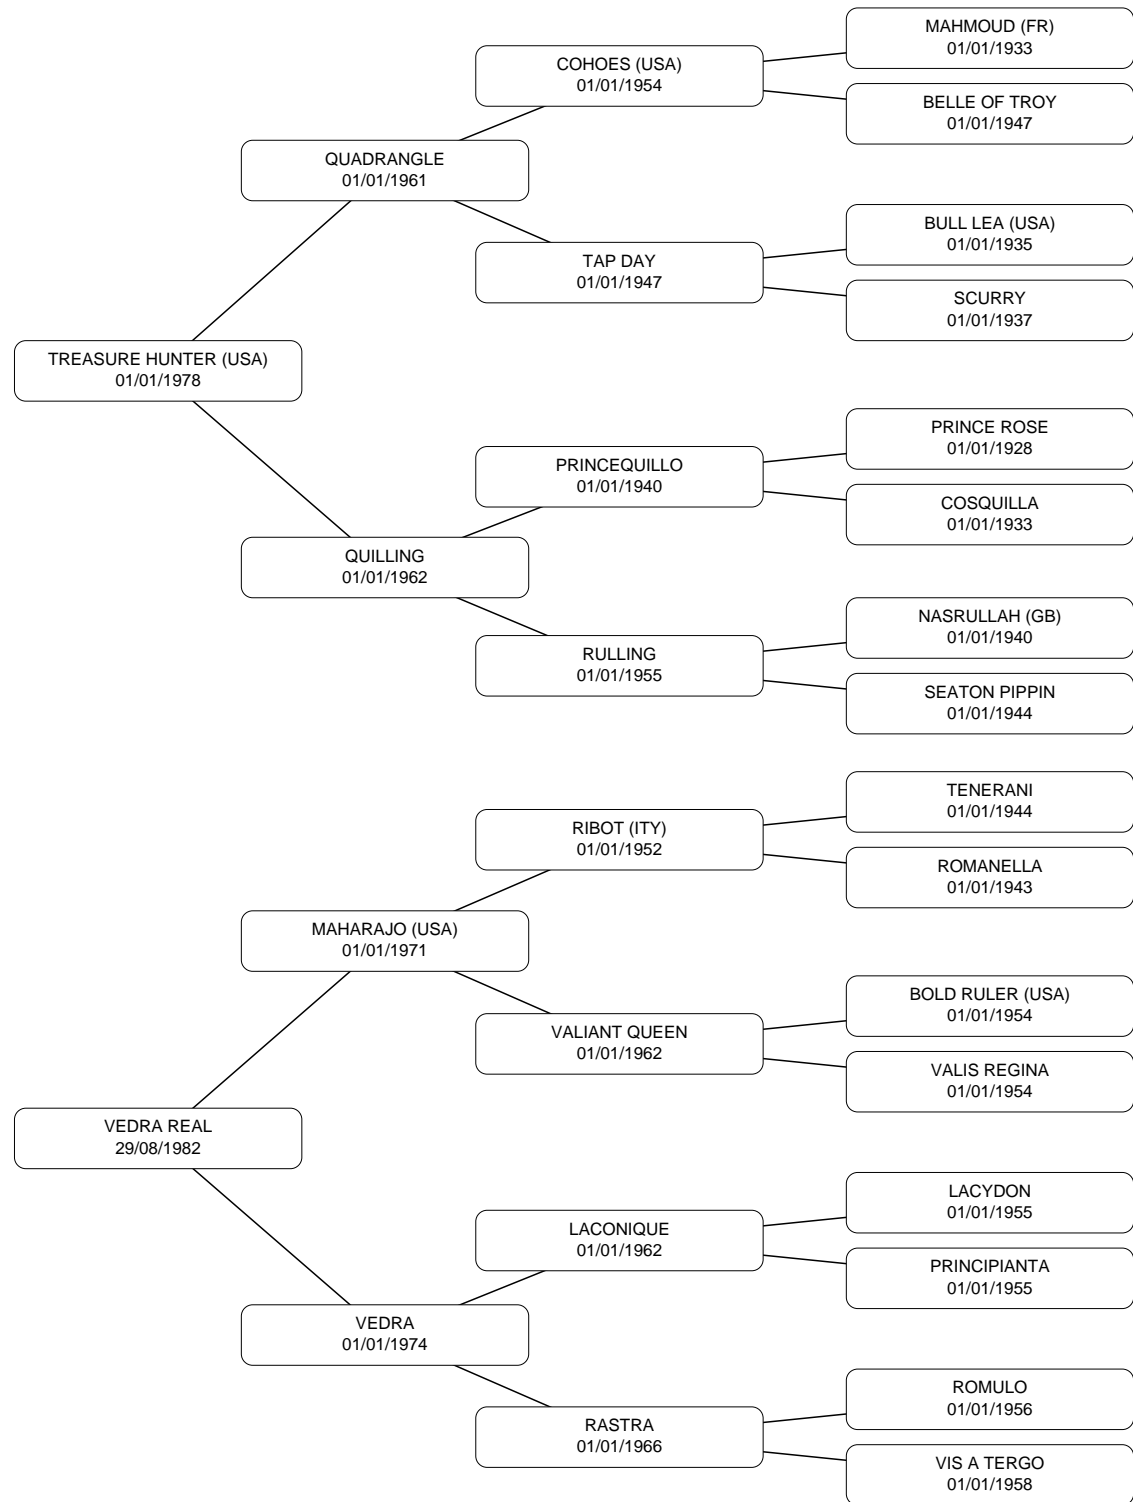 MAHMOUD (FR)
01/01/1933
COHOES (USA)
01/01/1954
BELLE OF TROY
01/01/1947
QUADRANGLE
01/01/1961
BULL LEA (USA)
01/01/1935
TAP DAY
01/01/1947
SCURRY
01/01/1937
TREASURE HUNTER (USA)
01/01/1978
PRINCE ROSE
01/01/1928
PRINCEQUILLO
01/01/1940
COSQUILLA
01/01/1933
QUILLING
01/01/1962
NASRULLAH (GB)
01/01/1940
RULLING
01/01/1955
SEATON PIPPIN
01/01/1944
TENERANI
01/01/1944
RIBOT (ITY)
01/01/1952
ROMANELLA
01/01/1943
MAHARAJO (USA)
01/01/1971
BOLD RULER (USA)
01/01/1954
VALIANT QUEEN
01/01/1962
VALIS REGINA
01/01/1954
VEDRA REAL
29/08/1982
LACYDON
01/01/1955
LACONIQUE
01/01/1962
PRINCIPIANTA
01/01/1955
VEDRA
01/01/1974
ROMULO
01/01/1956
RASTRA
01/01/1966
VIS A TERGO
01/01/1958